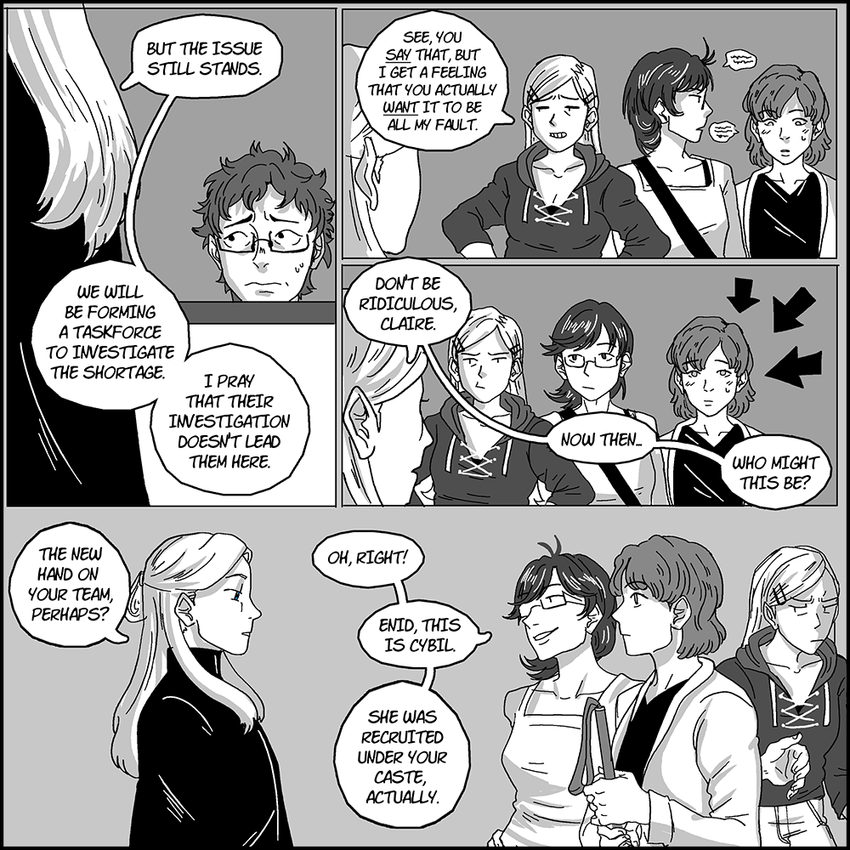 BUT THE ISSUE
STILL STANDS.
WE WILL
BE FORMING
A TASKFORCE
TO INVESTIGATE
THE SHORTAGE.
I PRAY
THAT THEIR
INVESTIGATION
DOESN'T LEAD
THEM HERE.
SEE, YOU
SAY THAT, BUT
I GET A FEELING
THAT YOU ACTUALLY
WANT IT TO BE
ALL MY FAULT.
DON'T BE
RIDICULOUS,
CLAIRE.
NOW THEN...
WHO MIGHT
THIS BE?
THE NEW
HAND ON
YOUR TEAM,
PERHAPS?
OH, RIGHT!
ENID, THIS
IS CYBIL.
SHE WAS
RECRUITED
UNDER YOUR
CASTE,
ACTUALLY.